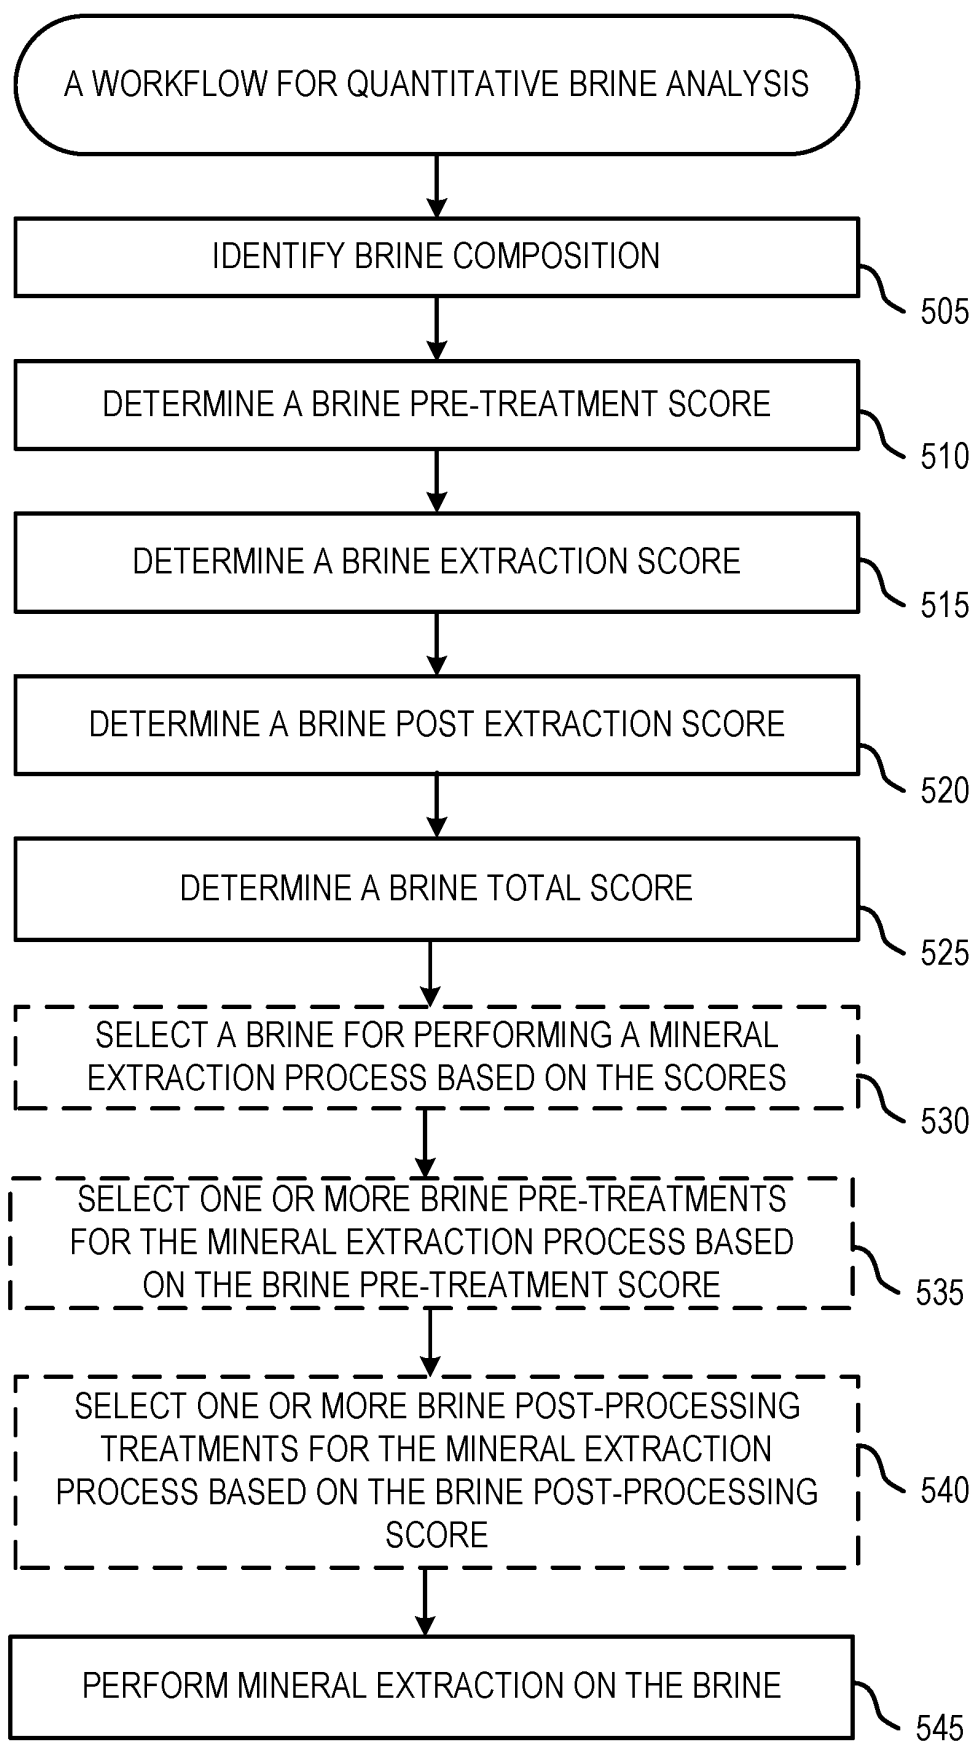 A WORKFLOW FOR QUANTITATIVE BRINE ANALYSIS
IDENTIFY BRINE COMPOSITION
505
DETERMINE A BRINE PRE-TREATMENT SCORE
510
DETERMINE A BRINE EXTRACTION SCORE
515
DETERMINE A BRINE POST EXTRACTION SCORE
520
DETERMINE A BRINE TOTAL SCORE
525
SELECT A BRINE FOR PERFORMING A MINERAL
EXTRACTION PROCESS BASED ON THE SCORES
530
SELECT ONE OR MORE BRINE PRE-TREATMENTS
FOR THE MINERAL EXTRACTION PROCESS BASED
ON THE BRINE PRE-TREATMENT SCORE
535
SELECT ONE OR MORE BRINE POST-PROCESSING
TREATMENTS FOR THE MINERAL EXTRACTION
PROCESS BASED ON THE BRINE POST-PROCESSING
SCORE
540
PERFORM MINERAL EXTRACTION ON THE BRINE
545